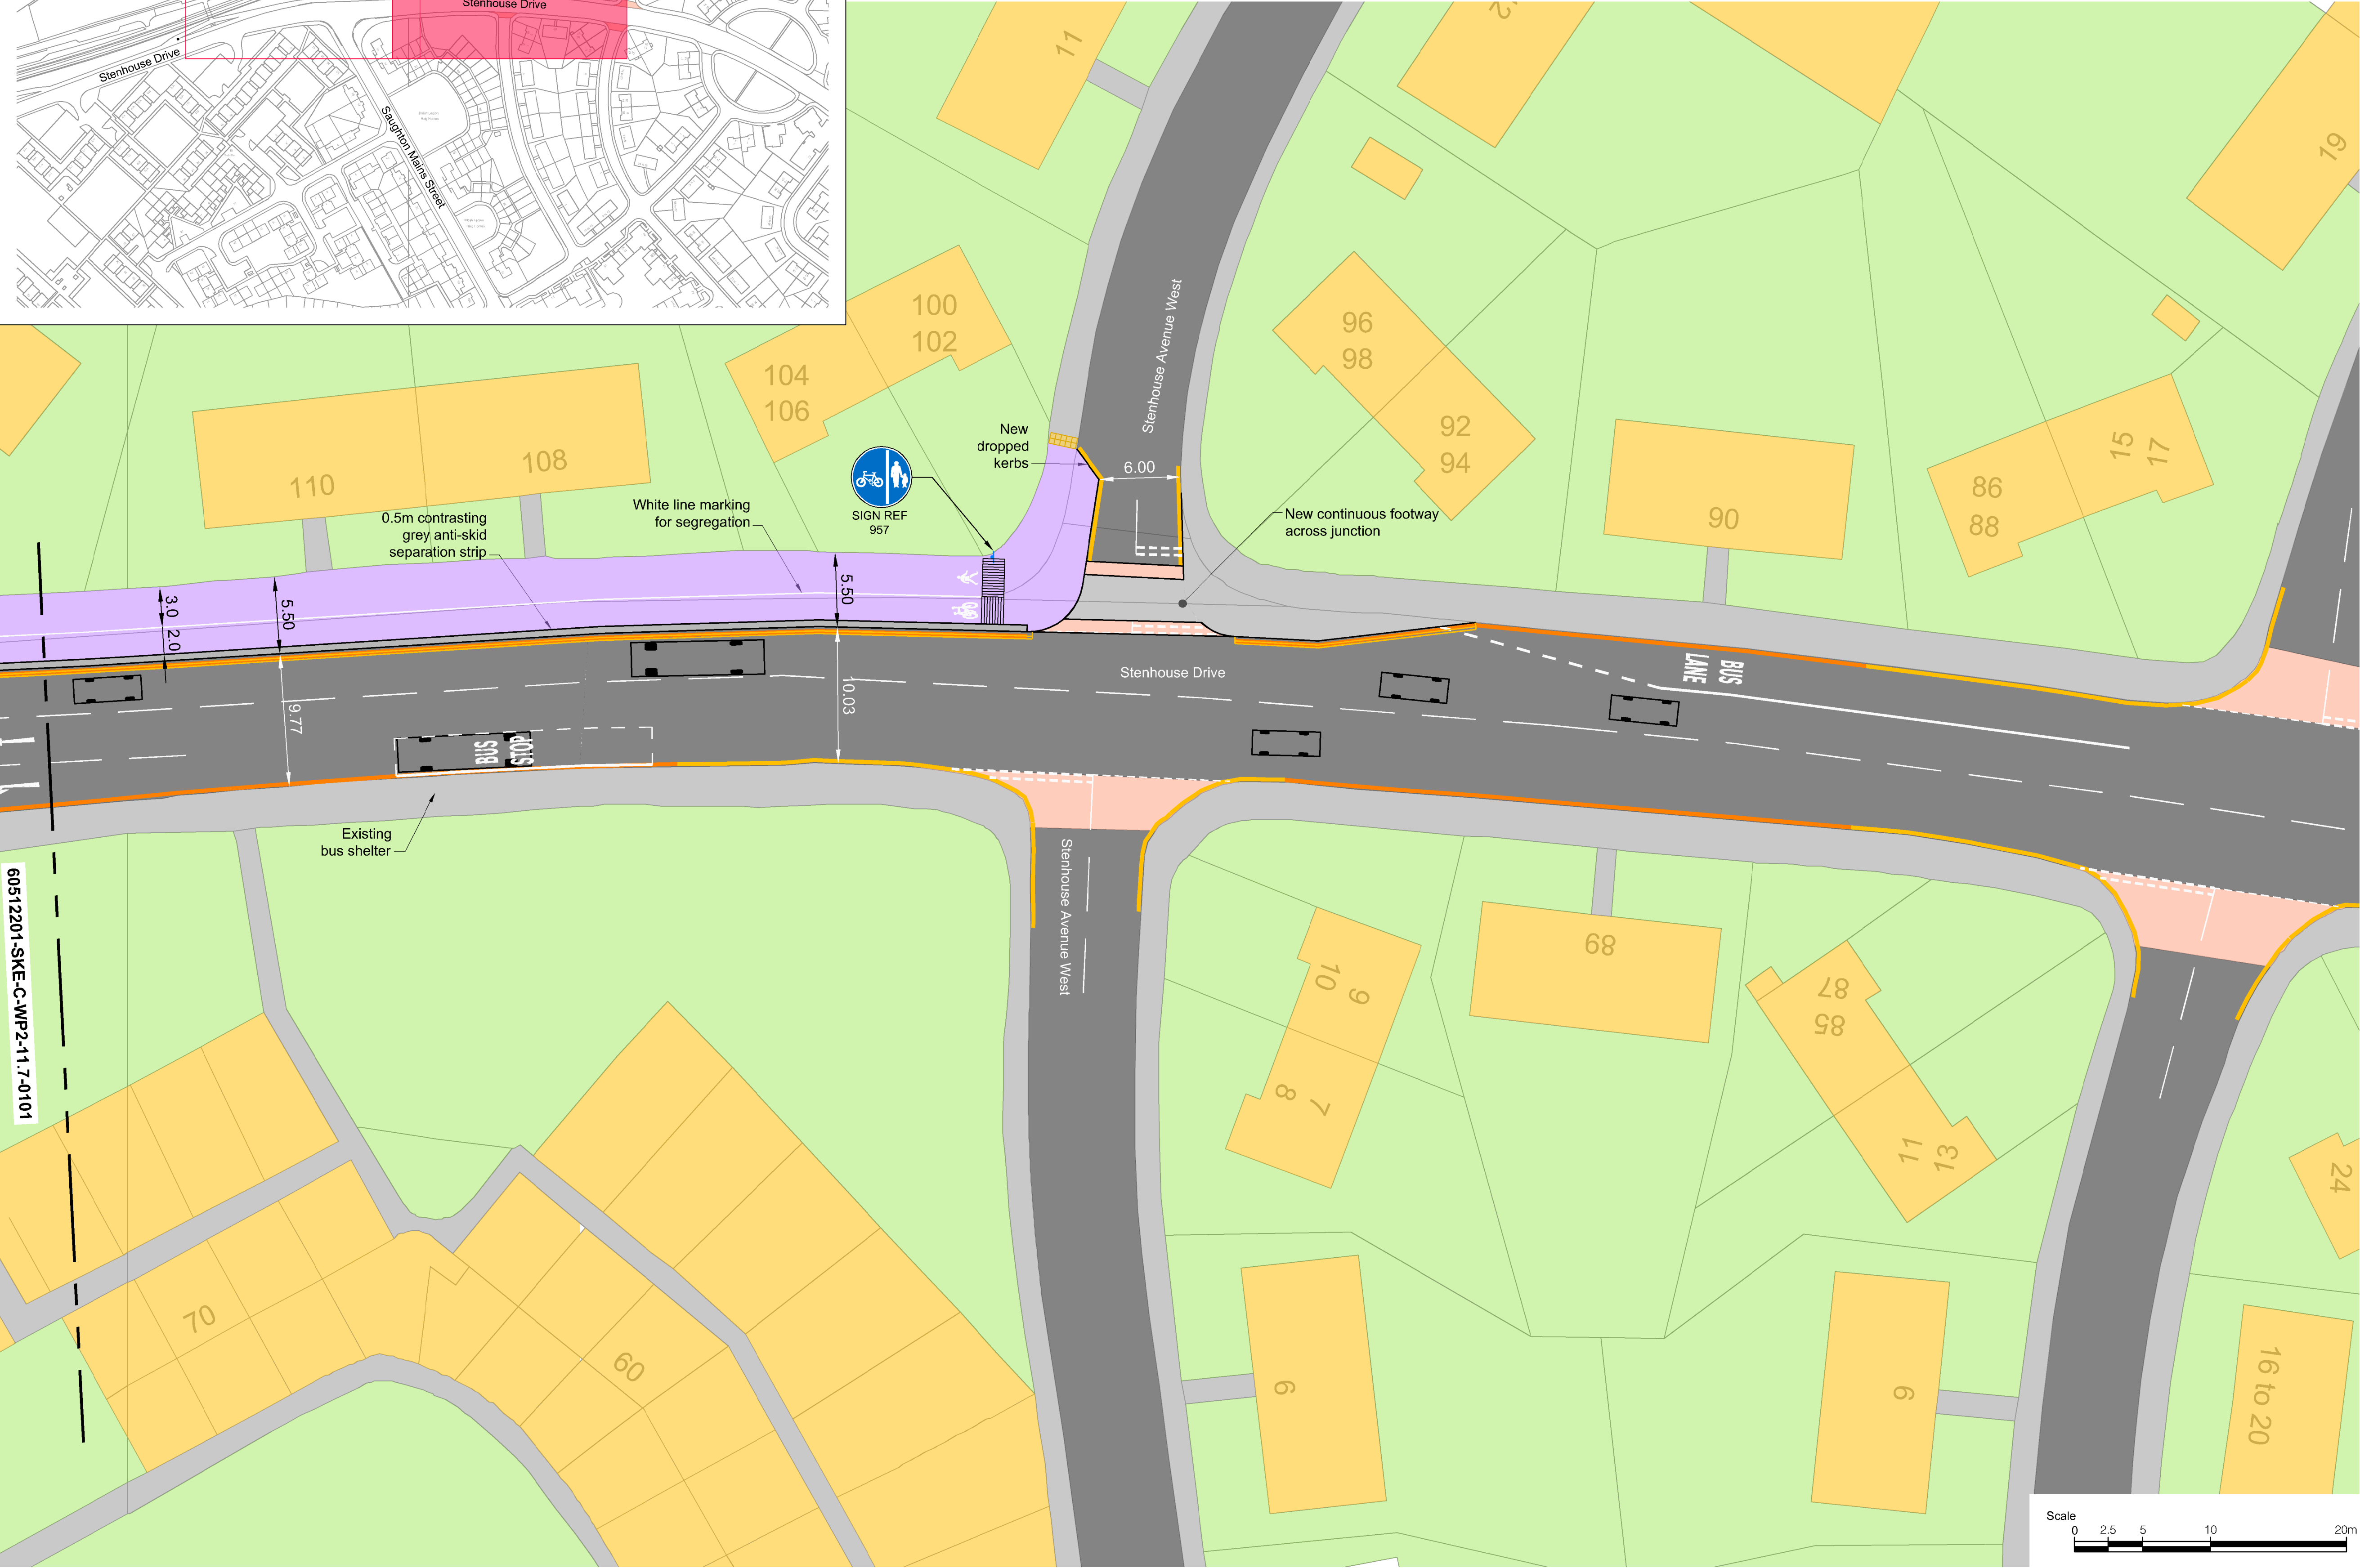 Stenhouse Drive
Stenhouse Drive
Saughton Mains Street
11
12
19
100
102
104
106
96
98
92
94
108
110
90
86
88
15
17
New
dropped
kerbs
6.00
Stenhouse Avenue West
White line marking
for segregation
SIGN REF
957
0.5m contrasting
grey anti-skid
separation strip
New continuous footway
across junction
3.0
2.0
5.50
5.50
9.77
10.03
Stenhouse Drive
BUS
LANE
BUS
STOP
Existing
bus shelter
Stenhouse Avenue West
60512201-SKE-C-WP2-11.7-0101
10
9
8
7
89
87
85
11
13
24
70
60
6
9
16 to 20
Scale
0 2.5 5 10 20m